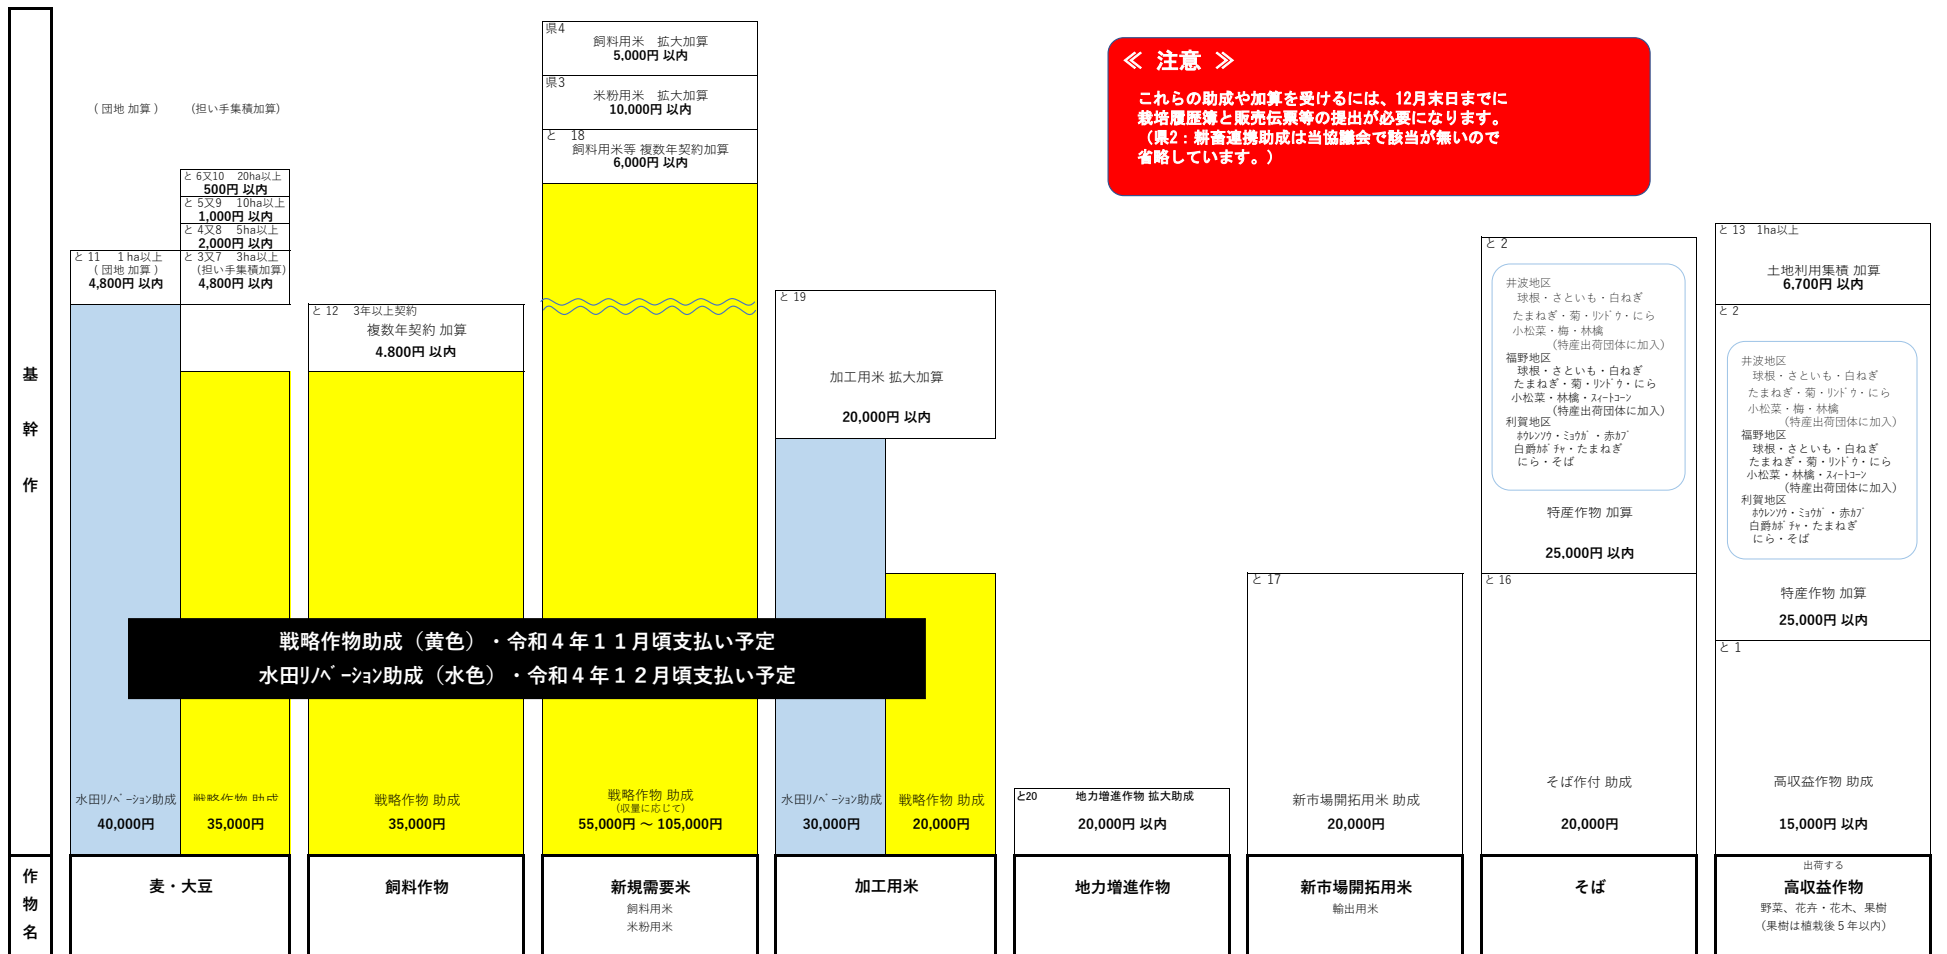 基
幹
作
作
物
名
( 団地 加算 )
(担い手集積加算)
と 6又10　20ha以上
500円 以内
と 5又9　10ha以上
1,000円 以内
と 4又8　5ha以上
2,000円 以内
と 11　1 ha以上
( 団地 加算 )
4,800円 以内
と 3又7　3ha以上
(担い手集積加算)
4,800円 以内
水田ﾘﾉﾍﾞｰｼｮﾝ助成
40,000円
戦略作物 助成
35,000円
麦・大豆
と 12　3年以上契約
複数年契約 加算
4.800円 以内
戦略作物 助成
35,000円
飼料作物
県4
飼料用米　拡大加算
5,000円 以内
県3
米粉用米　拡大加算
10,000円 以内
と　18
飼料用米等 複数年契約加算
6,000円 以内
戦略作物 助成
(収量に応じて)
55,000円 ～ 105,000円
新規需要米
飼料用米
米粉用米
と 19
加工用米 拡大加算
20,000円 以内
水田ﾘﾉﾍﾞｰｼｮﾝ助成
30,000円
戦略作物 助成
20,000円
加工用米
戦略作物助成（黄色）・令和４年１１月頃支払い予定
水田ﾘﾉﾍﾞｰｼｮﾝ助成（水色）・令和４年１２月頃支払い予定
と20　地力増進作物 拡大助成
20,000円 以内
地力増進作物
≪ 注意 ≫
これらの助成や加算を受けるには、12月末日までに
栽培履歴簿と販売伝票等の提出が必要になります。
（県2：耕畜連携助成は当協議会で該当が無いので
省略しています。）
と 17
新市場開拓用米 助成
20,000円
新市場開拓用米
輸出用米
と 2
井波地区
球根・さといも・白ねぎ
たまねぎ・菊・ﾘﾝﾄﾞｳ・にら
小松菜・梅・林檎
(特産出荷団体に加入)
福野地区
球根・さといも・白ねぎ
たまねぎ・菊・ﾘﾝﾄﾞｳ・にら
小松菜・林檎・ｽｨｰﾄｺｰﾝ
(特産出荷団体に加入)
利賀地区
ﾎｳﾚﾝｿｳ・ﾐｮｳｶﾞ・赤ｶﾌﾞ
白爵ｶﾎﾞﾁｬ・たまねぎ
にら・そば
特産作物 加算
25,000円 以内
と 16
そば作付 助成
20,000円
そば
と 13　1ha以上
土地利用集積 加算
6,700円 以内
と 2
井波地区
球根・さといも・白ねぎ
たまねぎ・菊・ﾘﾝﾄﾞｳ・にら
小松菜・梅・林檎
(特産出荷団体に加入)
福野地区
球根・さといも・白ねぎ
たまねぎ・菊・ﾘﾝﾄﾞｳ・にら
小松菜・林檎・ｽｨｰﾄｺｰﾝ
(特産出荷団体に加入)
利賀地区
ﾎｳﾚﾝｿｳ・ﾐｮｳｶﾞ・赤ｶﾌﾞ
白爵ｶﾎﾞﾁｬ・たまねぎ
にら・そば
特産作物 加算
25,000円 以内
と 1
高収益作物 助成
15,000円 以内
出荷する
高収益作物
野菜、花卉・花木、果樹
(果樹は植栽後５年以内)